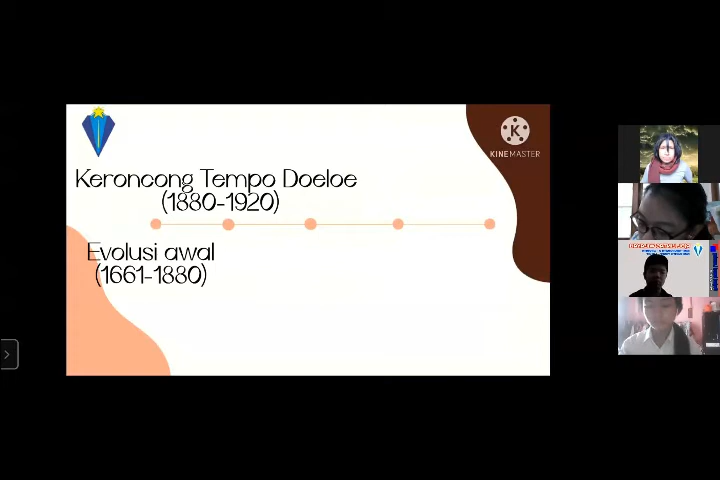 K
KINEMASTER
Keroncong Tempo Doeloe
(1880-1920)
Evolusi awal
(1661-1880)